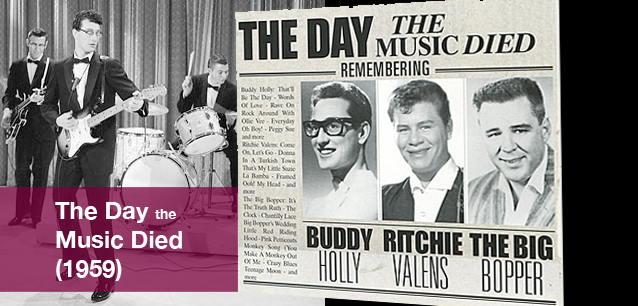 The Day the
Music Died
(1959)
THE DAY THE
MUSIC DIED
REMEMBERING
Buddy Holly: That'll
Be The Day - Words
Of Love - Rave On
Rock Around With
Ollie Vee - Everyday
Oh Boy! - Peggy Sue
and more
Ritchie Valens: Come
On, Let's Go - Donna
In A Turkish Town
That's My Little Suzie
La Bamba - Framed
Ooh! My Head - and
more
The Big Bopper: It's
The Truth Ruth - The
Clock - Chantilly Lace
Big Bopper's Wedding
Little Red Riding
Hood - Pink Petticoats
Monkey Song (You
Made A Monkey Out
Of Me - Crazy Blues
Teenage Moon - and
more
BUDDY
HOLLY
RITCHIE
VALENS
THE BIG
BOPPER